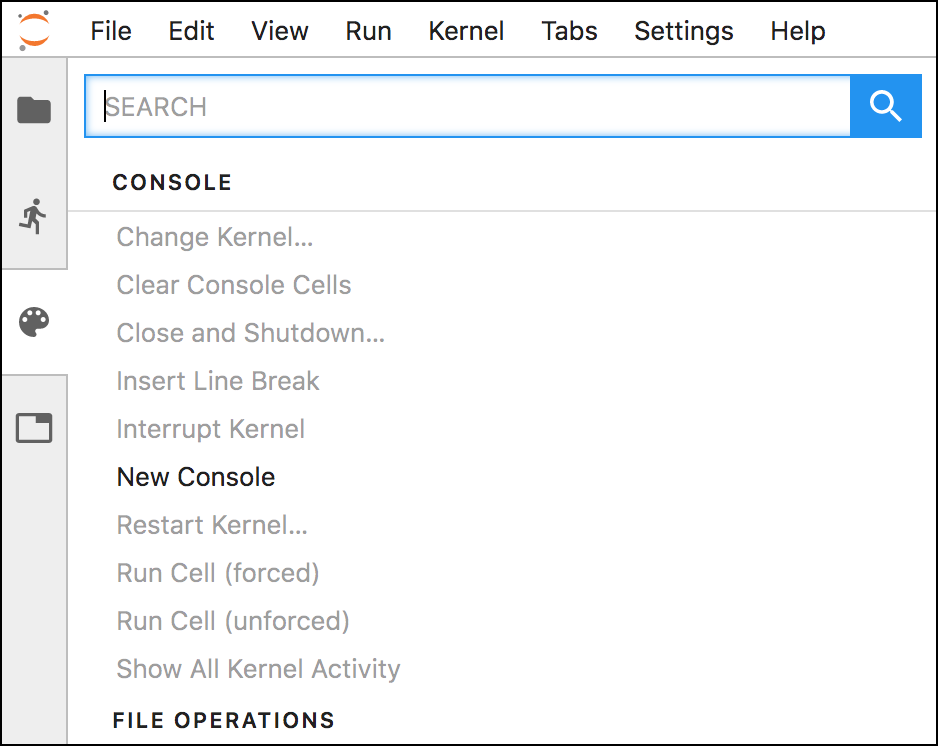 File Edit View Run Kernel Tabs Settings Help
SEARCH
CONSOLE
Change Kernel...
Clear Console Cells
Close and Shutdown...
Insert Line Break
Interrupt Kernel
New Console
Restart Kernel...
Run Cell (forced)
Run Cell (unforced)
Show All Kernel Activity
FILE OPERATIONS